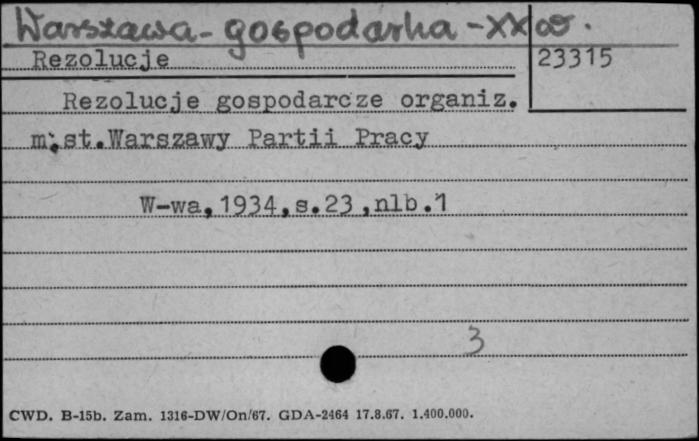 Warszawa - gospodarka - XX w.
Rezolucje
23315
Rezolucje gospodarcze organiz.
m.st.Warszawy Partii Pracy
W-wa,1934,s.23,nlb.1
3
CWD. B-15b. Zam. 1316-DW/On/67. GDA-2464 17.8.67. 1.400.000.